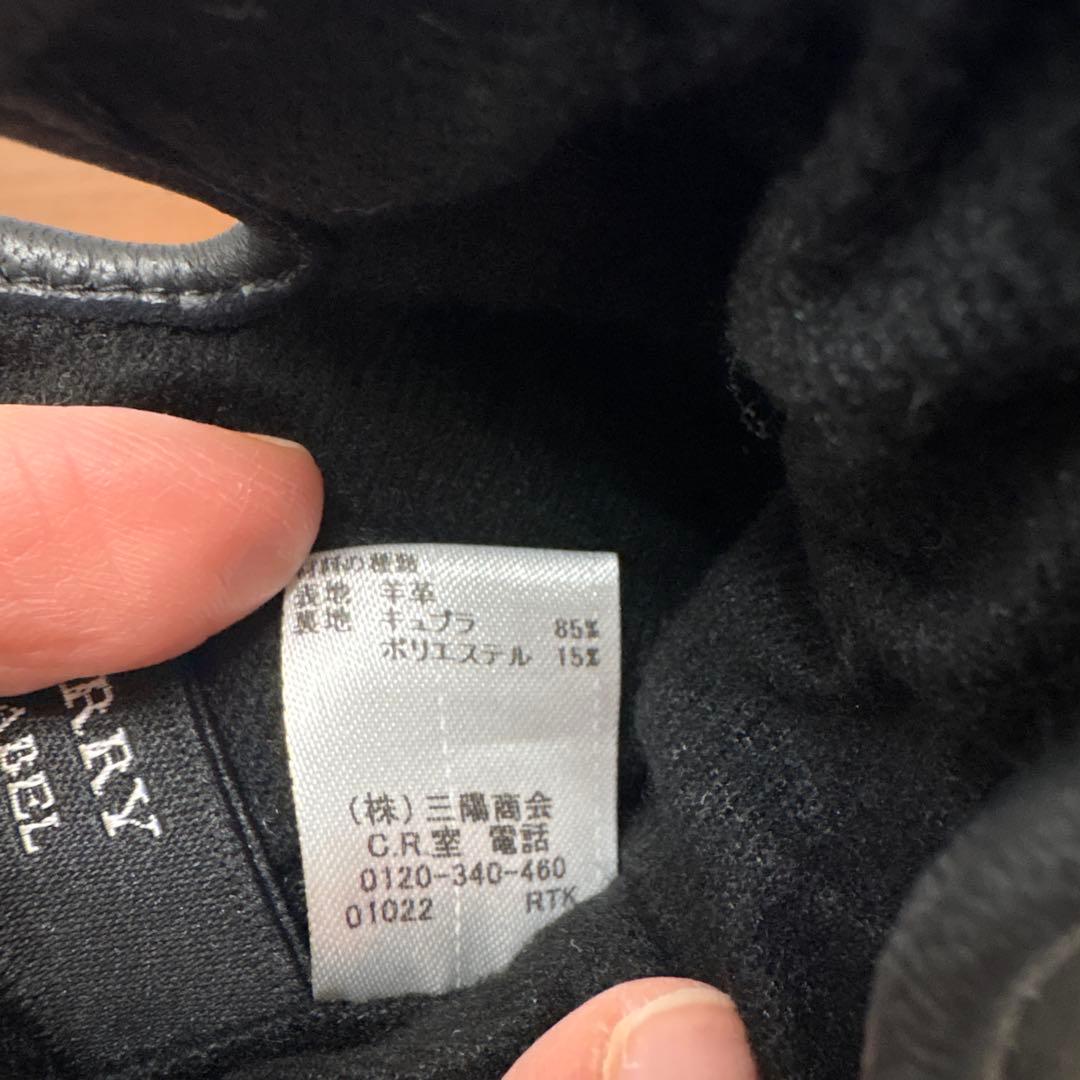 材料の種類
表地 羊革
裏地 キュプラ 85%
ポリエステル 15%
(株)三陽商会
C.R.室 電話
0120-340-460
01022 RTK
RRY
ABEL